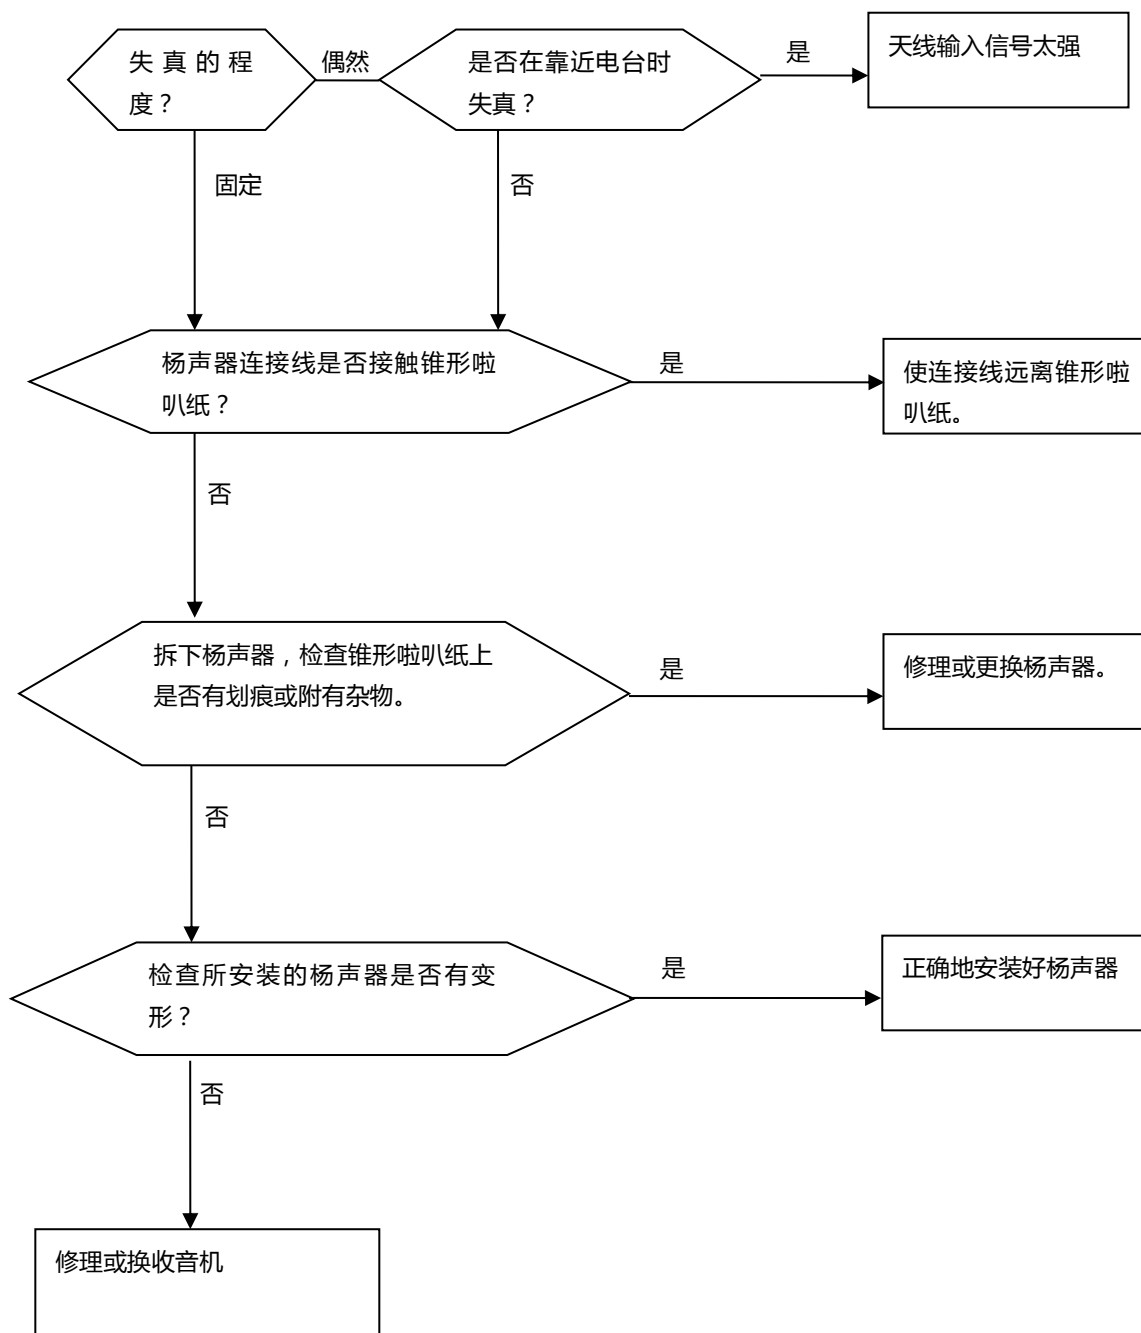 失真的程
度？
偶然
是否在靠近电台时
失真？
是
天线输入信号太强
固定
否
杨声器连接线是否接触锥形啦
叭纸？
是
使连接线远离锥形啦
叭纸。
否
拆下杨声器，检查锥形啦叭纸上
是否有划痕或附有杂物。
是
修理或更换杨声器。
否
检查所安装的杨声器是否有变
形？
是
正确地安装好杨声器
否
修理或换收音机